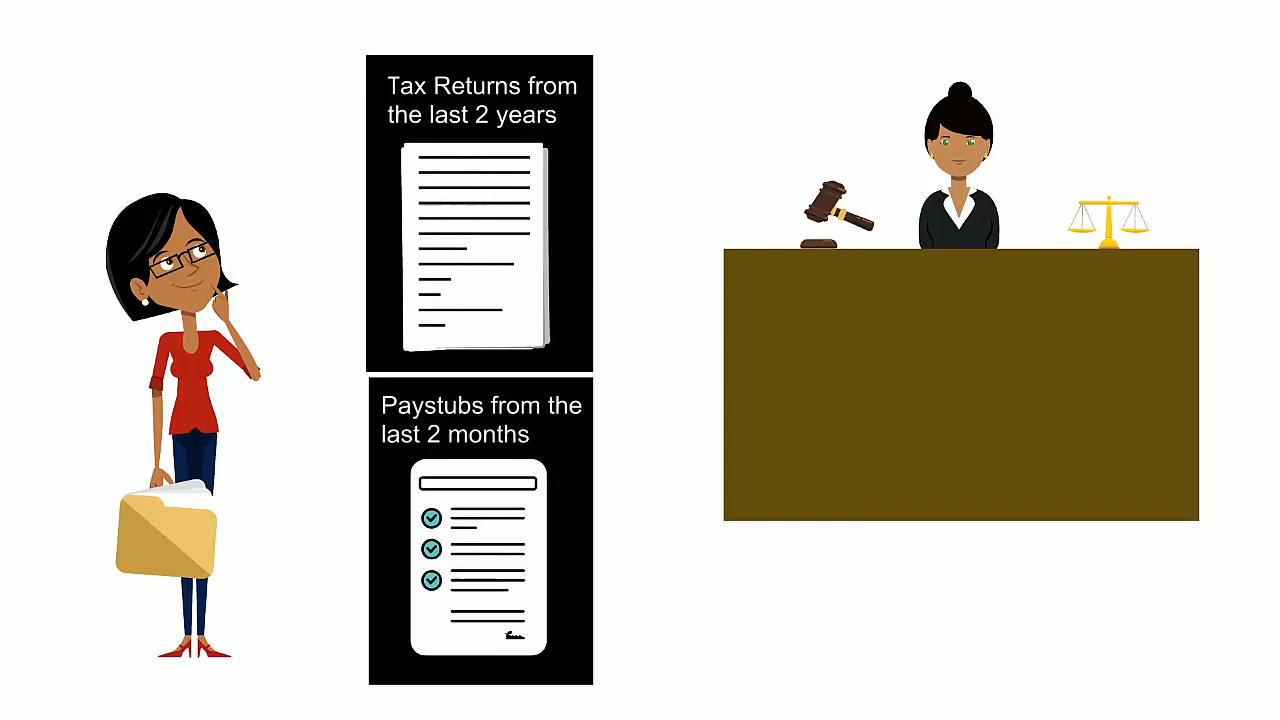 Tax Returns from
the last 2 years
Paystubs from the
last 2 months